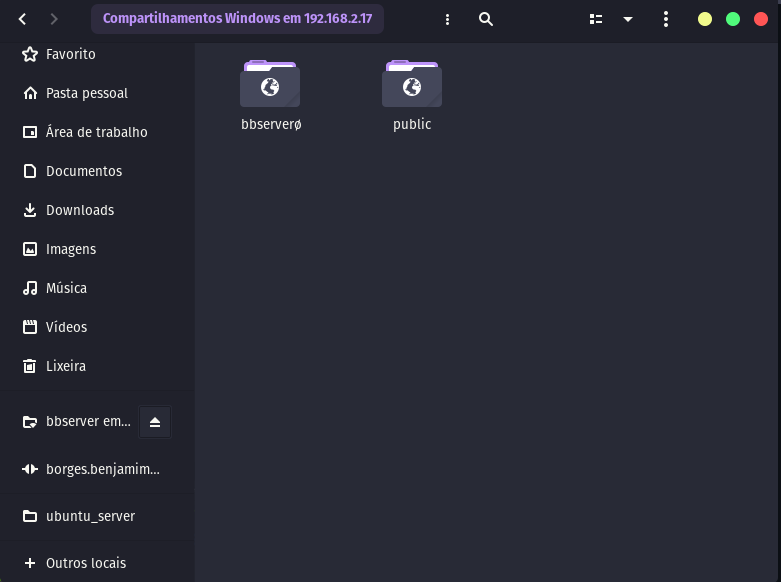 Compartilhamentos Windows em 192.168.2.17
Favorito
Pasta pessoal
Área de trabalho
Documentos
Downloads
Imagens
Música
Vídeos
Lixeira
bbserver em...
borges.benjamim...
ubuntu_server
Outros locais
bbserverø
public